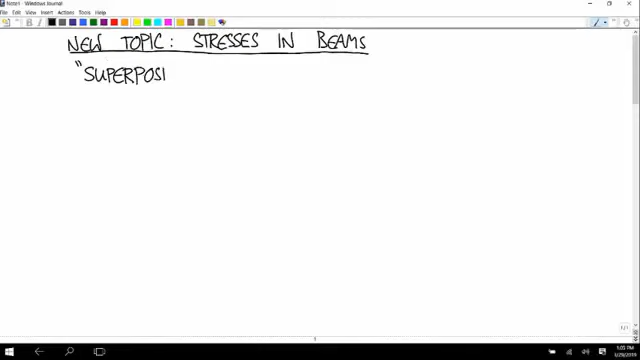 Note1 - Windows Journal
File Edit View Insert Actions Tools Help
NEW TOPIC: STRESSES IN BEAMS
"SUPERPOSI
1/1
1:05 PM